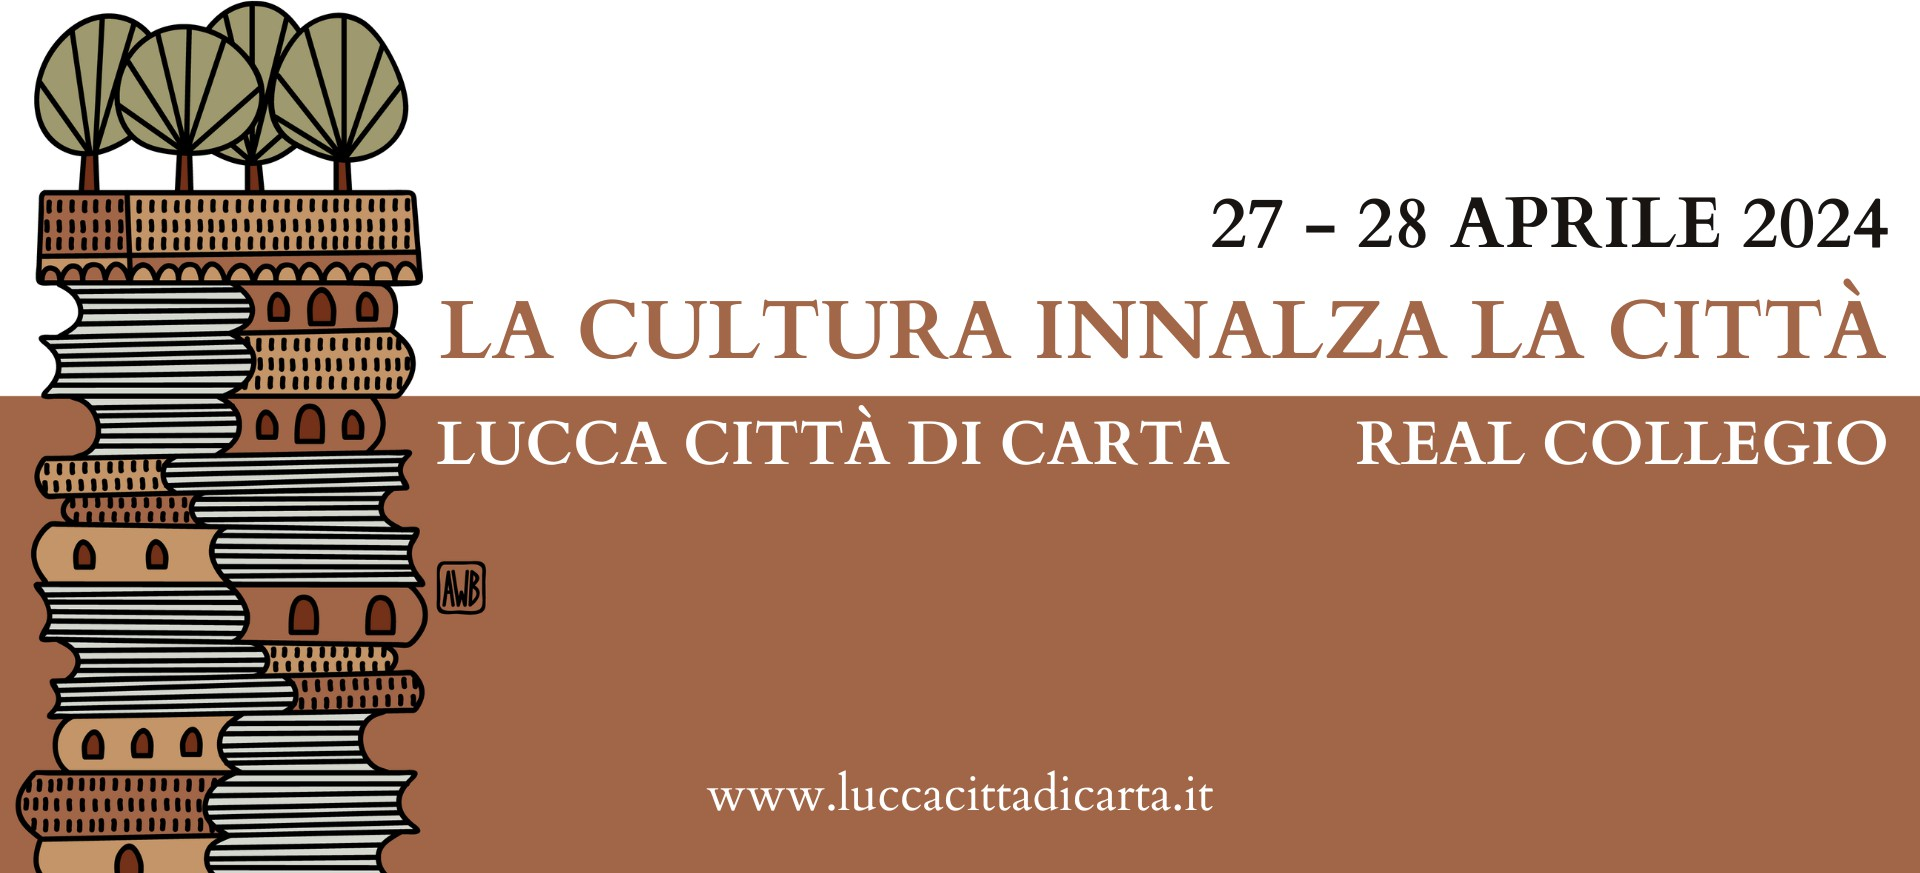 27 – 28 APRILE 2024
LA CULTURA INNALZA LA CITTÀ
LUCCA CITTÀ DI CARTA REAL COLLEGIO
AWB
www.luccacittadicarta.it